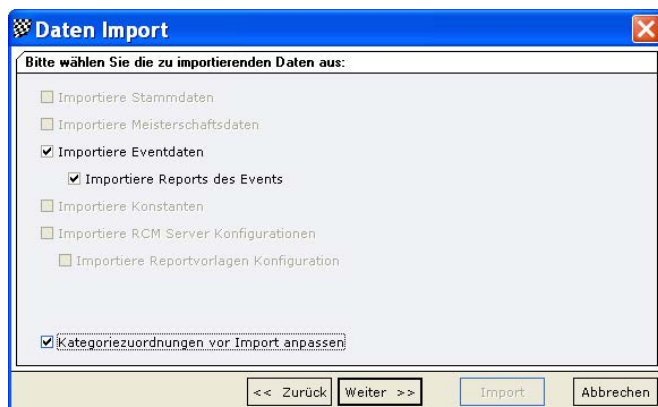 Daten Import
Bitte wählen Sie die zu importierenden Daten aus:
Importiere Stammdaten
Importiere Meisterschaftsdaten
Importiere Eventdaten
Importiere Reports des Events
Importiere Konstanten
Importiere RCM Server Konfigurationen
Importiere Reportvorlagen Konfiguration
Kategoriezuordnungen vor Import anpassen
<< Zurück Weiter >> Import Abbrechen